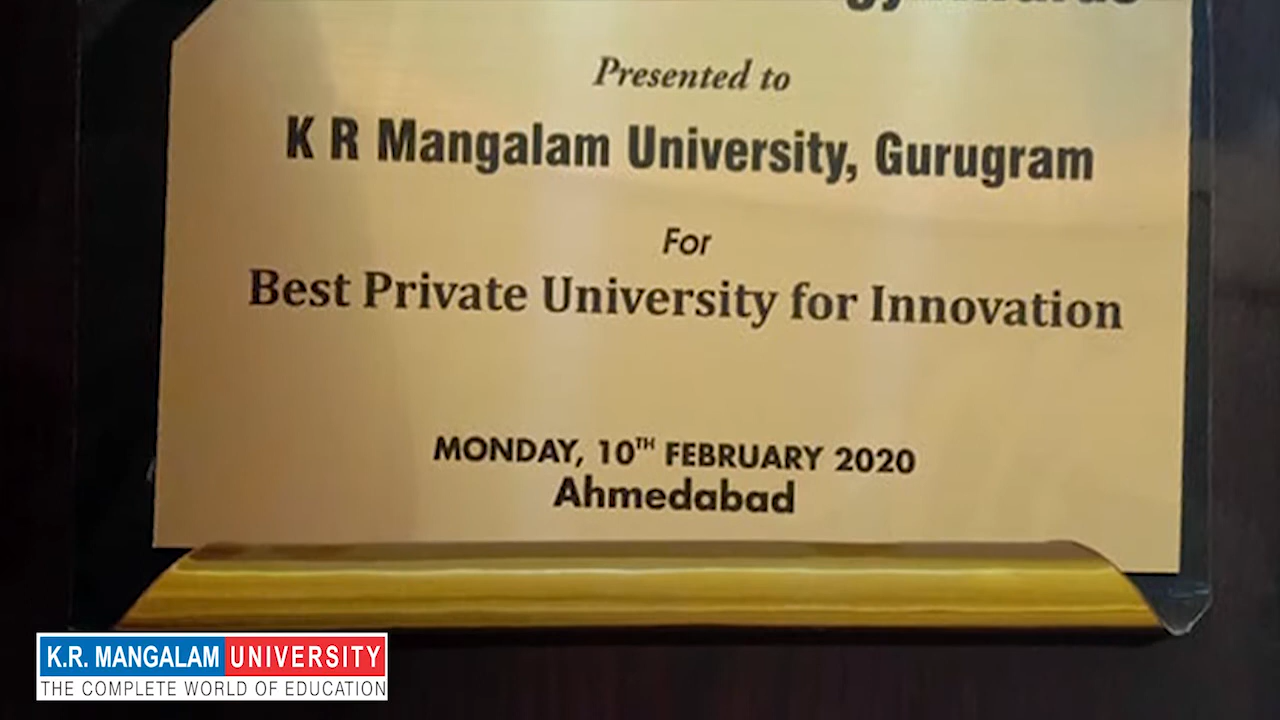 Presented to
K R Mangalam University, Gurugram
For
Best Private University for Innovation
MONDAY, 10TH FEBRUARY 2020
Ahmedabad
K.R. MANGALAM UNIVERSITY
THE COMPLETE WORLD OF EDUCATION